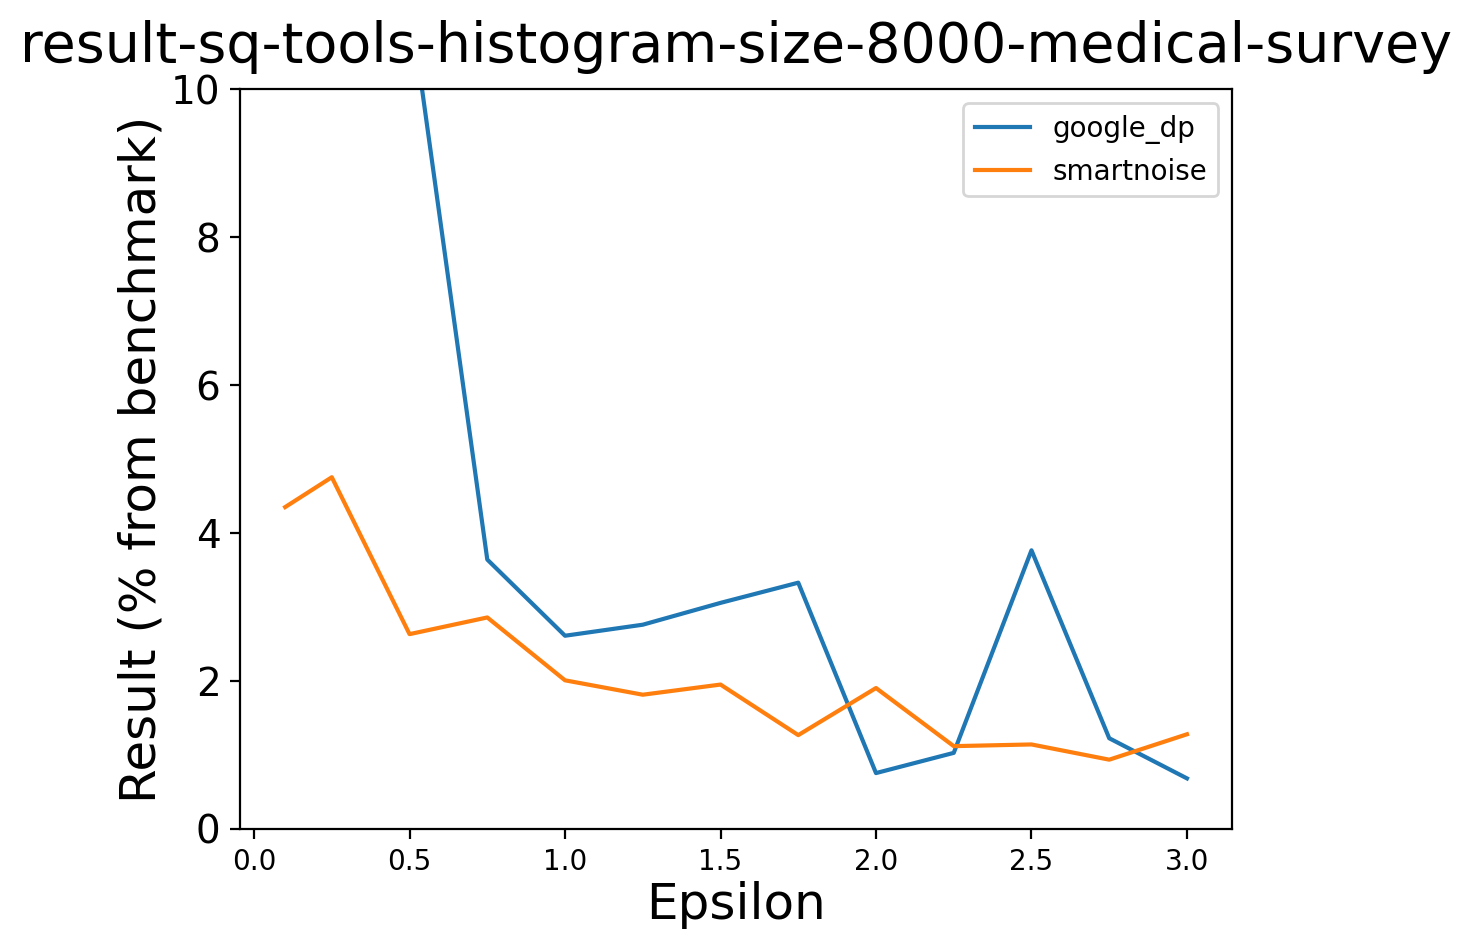 result-sq-tools-histogram-size-8000-medical-survey
10
8
6
4
2
0
Result (% from benchmark)
google_dp
smartnoise
0.0 0.5 1.0 1.5 2.0 2.5 3.0
Epsilon